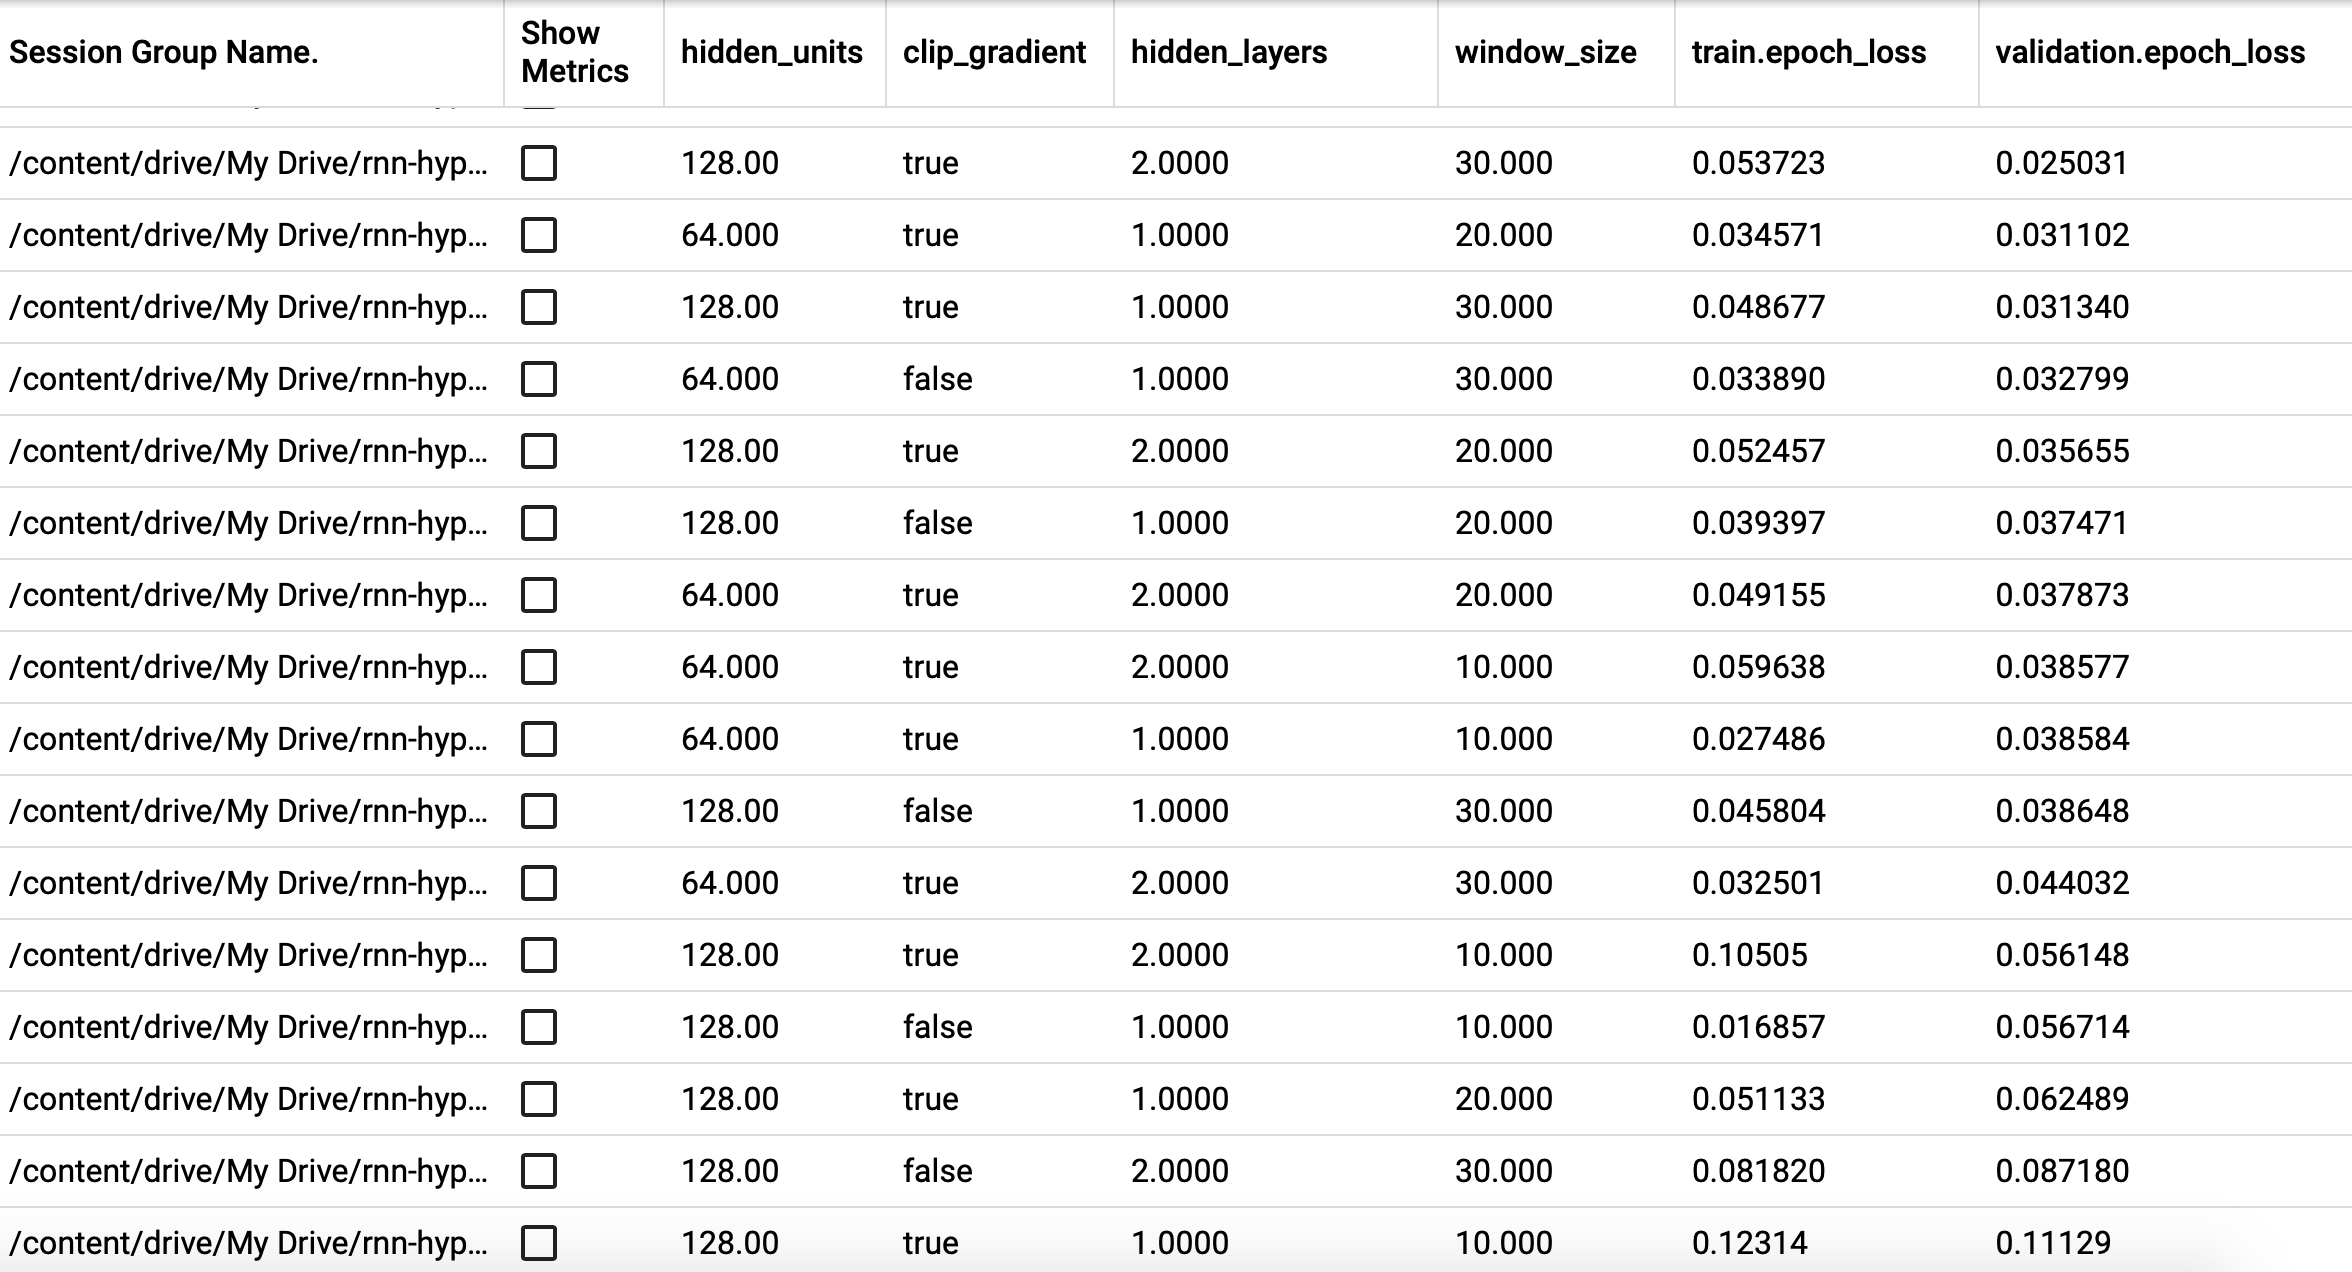 Session Group Name. Show Metrics hidden_units clip_gradient hidden_layers window_size train.epoch_loss validation.epoch_loss
/content/drive/My Drive/rnn-hyp... 128.00 true 2.0000 30.000 0.053723 0.025031
/content/drive/My Drive/rnn-hyp... 64.000 true 1.0000 20.000 0.034571 0.031102
/content/drive/My Drive/rnn-hyp... 128.00 true 1.0000 30.000 0.048677 0.031340
/content/drive/My Drive/rnn-hyp... 64.000 false 1.0000 30.000 0.033890 0.032799
/content/drive/My Drive/rnn-hyp... 128.00 true 2.0000 20.000 0.052457 0.035655
/content/drive/My Drive/rnn-hyp... 128.00 false 1.0000 20.000 0.039397 0.037471
/content/drive/My Drive/rnn-hyp... 64.000 true 2.0000 20.000 0.049155 0.037873
/content/drive/My Drive/rnn-hyp... 64.000 true 2.0000 10.000 0.059638 0.038577
/content/drive/My Drive/rnn-hyp... 64.000 true 1.0000 10.000 0.027486 0.038584
/content/drive/My Drive/rnn-hyp... 128.00 false 1.0000 30.000 0.045804 0.038648
/content/drive/My Drive/rnn-hyp... 64.000 true 2.0000 30.000 0.032501 0.044032
/content/drive/My Drive/rnn-hyp... 128.00 true 2.0000 10.000 0.10505 0.056148
/content/drive/My Drive/rnn-hyp... 128.00 false 1.0000 10.000 0.016857 0.056714
/content/drive/My Drive/rnn-hyp... 128.00 true 1.0000 20.000 0.051133 0.062489
/content/drive/My Drive/rnn-hyp... 128.00 false 2.0000 30.000 0.081820 0.087180
/content/drive/My Drive/rnn-hyp... 128.00 true 1.0000 10.000 0.12314 0.11129